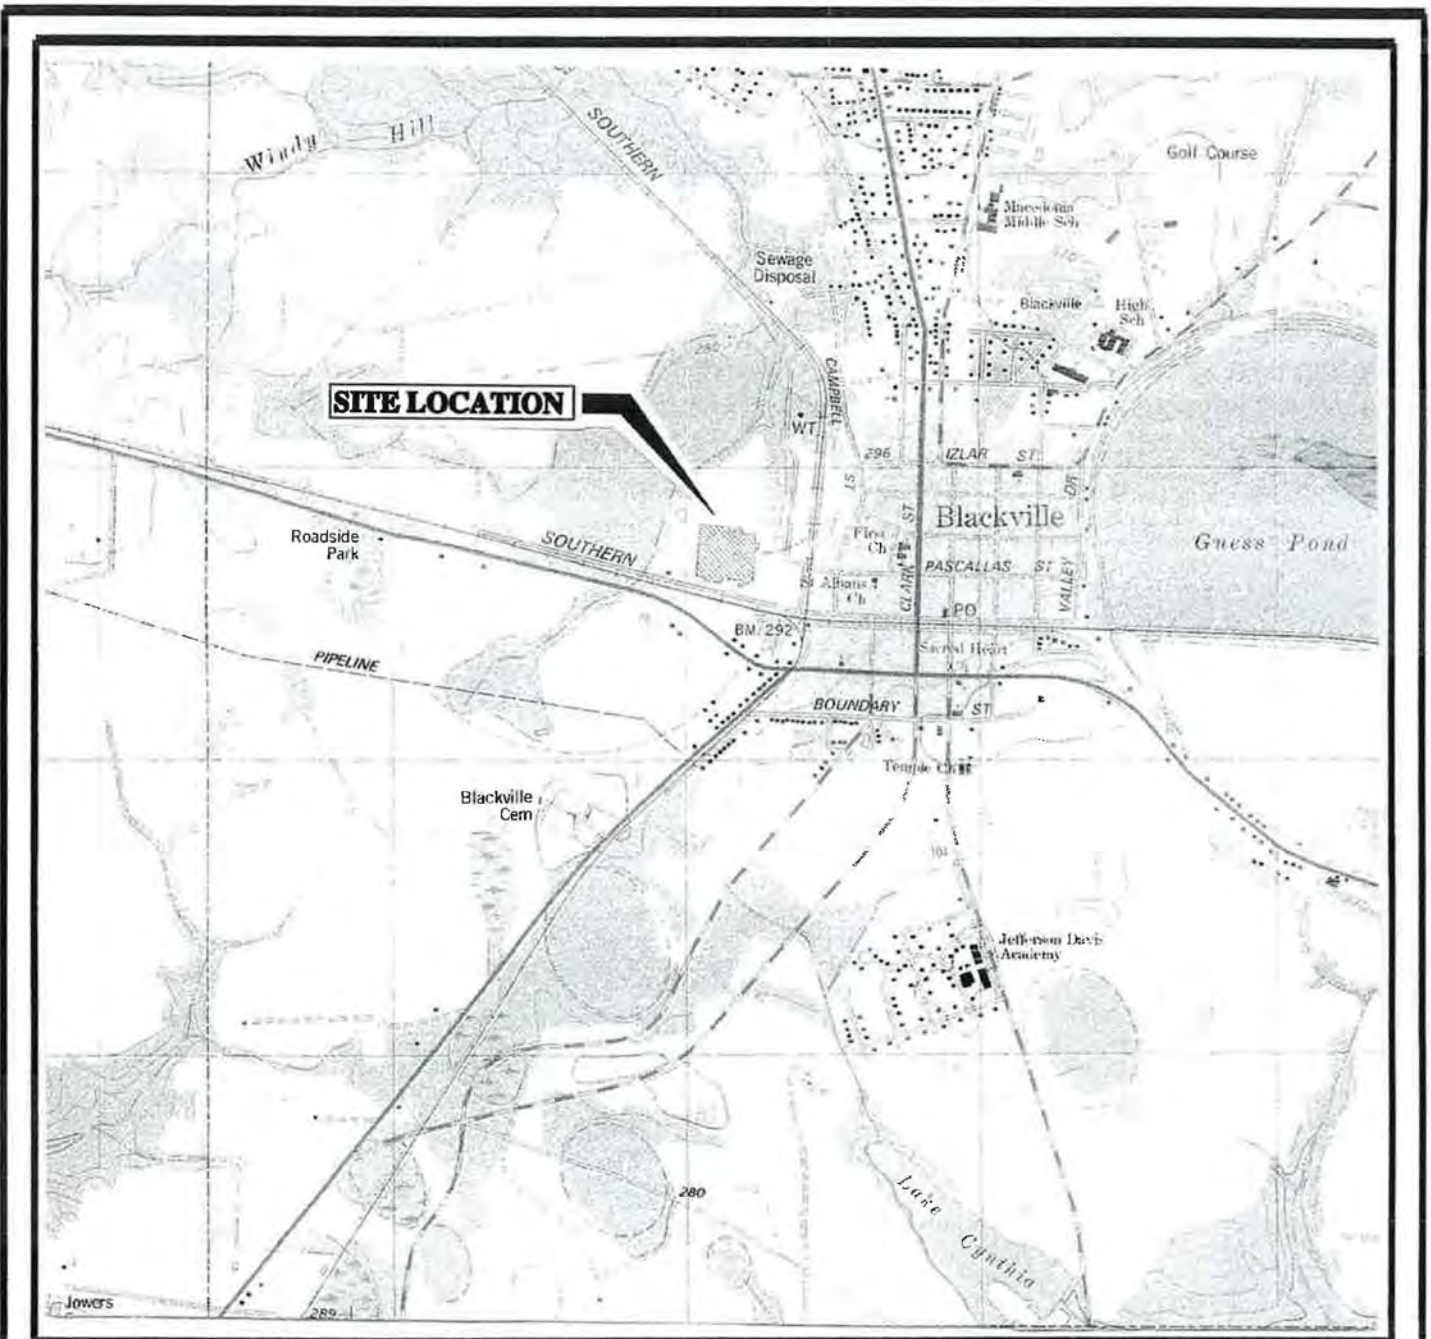 Windy Hill
SOUTHERN
Golf Course
Macedonia
Middle Sch
Sewage
Disposal
Blackville High
Sch
280
CAMPBELL
ST
SITE LOCATION
WT
296
IZLAR ST
DR
VALLEY
Blackville
Roadside
Park
SOUTHERN
First
Ch
CLARK ST
PASCALLAS ST
Guess Pond
St Albans
Ch
PO
BM 292
Sacred Heart
PIPELINE
BOUNDARY ST
Temple Ch
Blackville
Cem
304
Jefferson Davis
Academy
280
Lake
Cynthia
Jowers
289